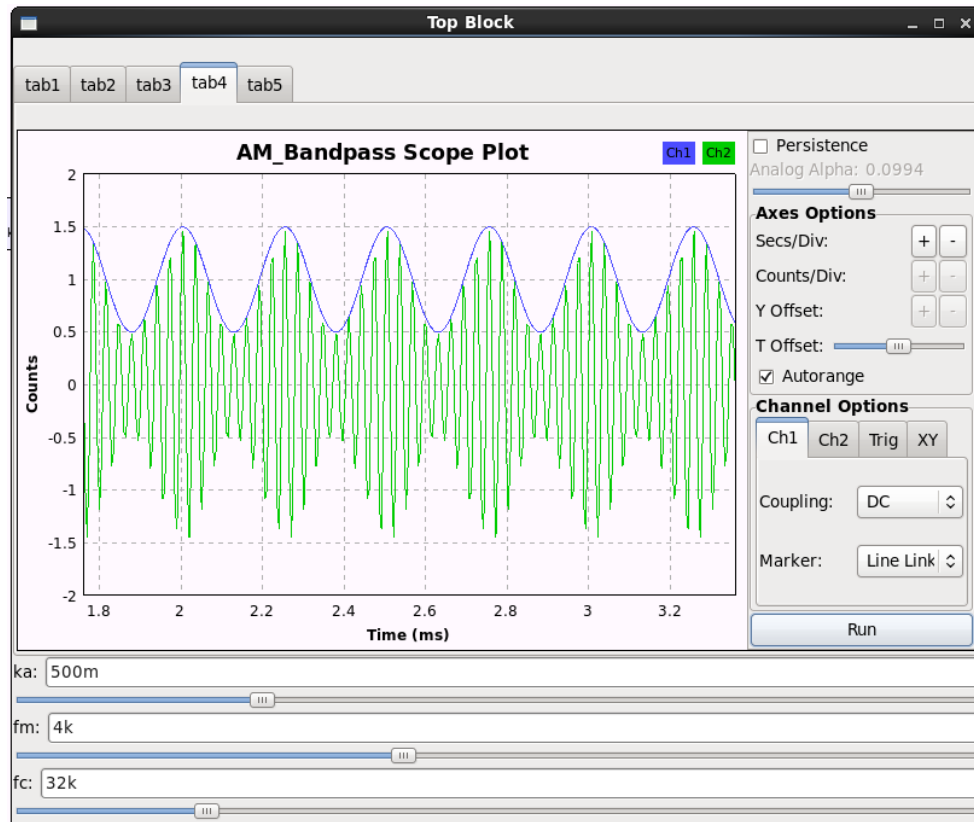 Top Block
tab1 tab2 tab3 tab4 tab5
AM_Bandpass Scope Plot
Ch1 Ch2
2
1.5
1
0.5
0
-0.5
-1
-1.5
-2
Counts
1.8 2 2.2 2.4 2.6 2.8 3 3.2
Time (ms)
Persistence
Analog Alpha: 0.0994
Axes Options
Secs/Div: + -
Counts/Div: + -
Y Offset: + -
T Offset:
Autorange
Channel Options
Ch1 Ch2 Trig XY
Coupling: DC
Marker: Line Link
Run
ka: 500m
fm: 4k
fc: 32k